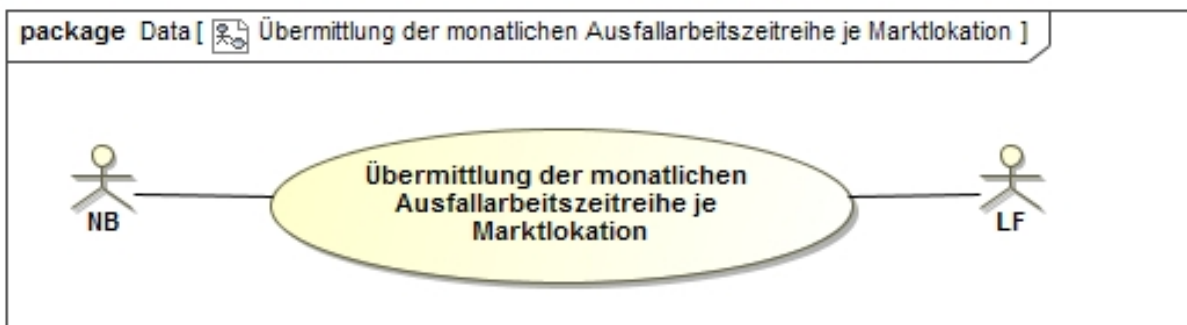 package Data [ Übermittlung der monatlichen Ausfallarbeitszeitreihe je Marktlokation ]
Übermittlung der monatlichen
Ausfallarbeitszeitreihe je
Marktlokation
NB
LF